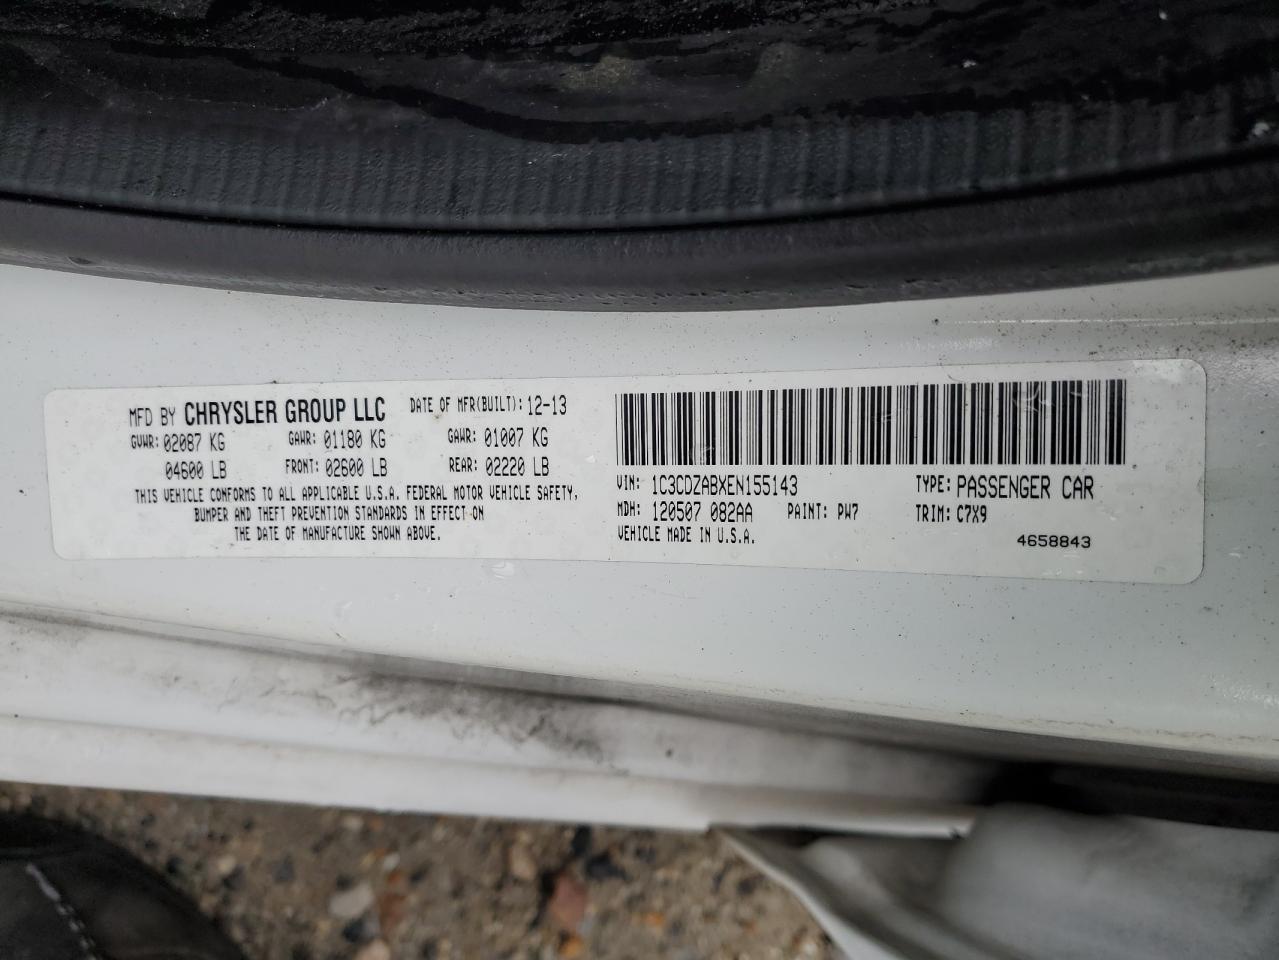 MFD BY CHRYSLER GROUP LLC DATE OF MFR(BUILT): 12-13
GVWR: 02087 KG GAWR: 01180 KG GAWR: 01007 KG
04600 LB FRONT: 02600 LB REAR: 02220 LB
THIS VEHICLE CONFORMS TO ALL APPLICABLE U.S.A. FEDERAL MOTOR VEHICLE SAFETY,
BUMPER AND THEFT PREVENTION STANDARDS IN EFFECT ON
THE DATE OF MANUFACTURE SHOWN ABOVE.
VIN: 1C3CDZABXEN155143 TYPE: PASSENGER CAR
MDH: 120507 082AA PAINT: PW7 TRIM: C7X9
VEHICLE MADE IN U.S.A.
4658843